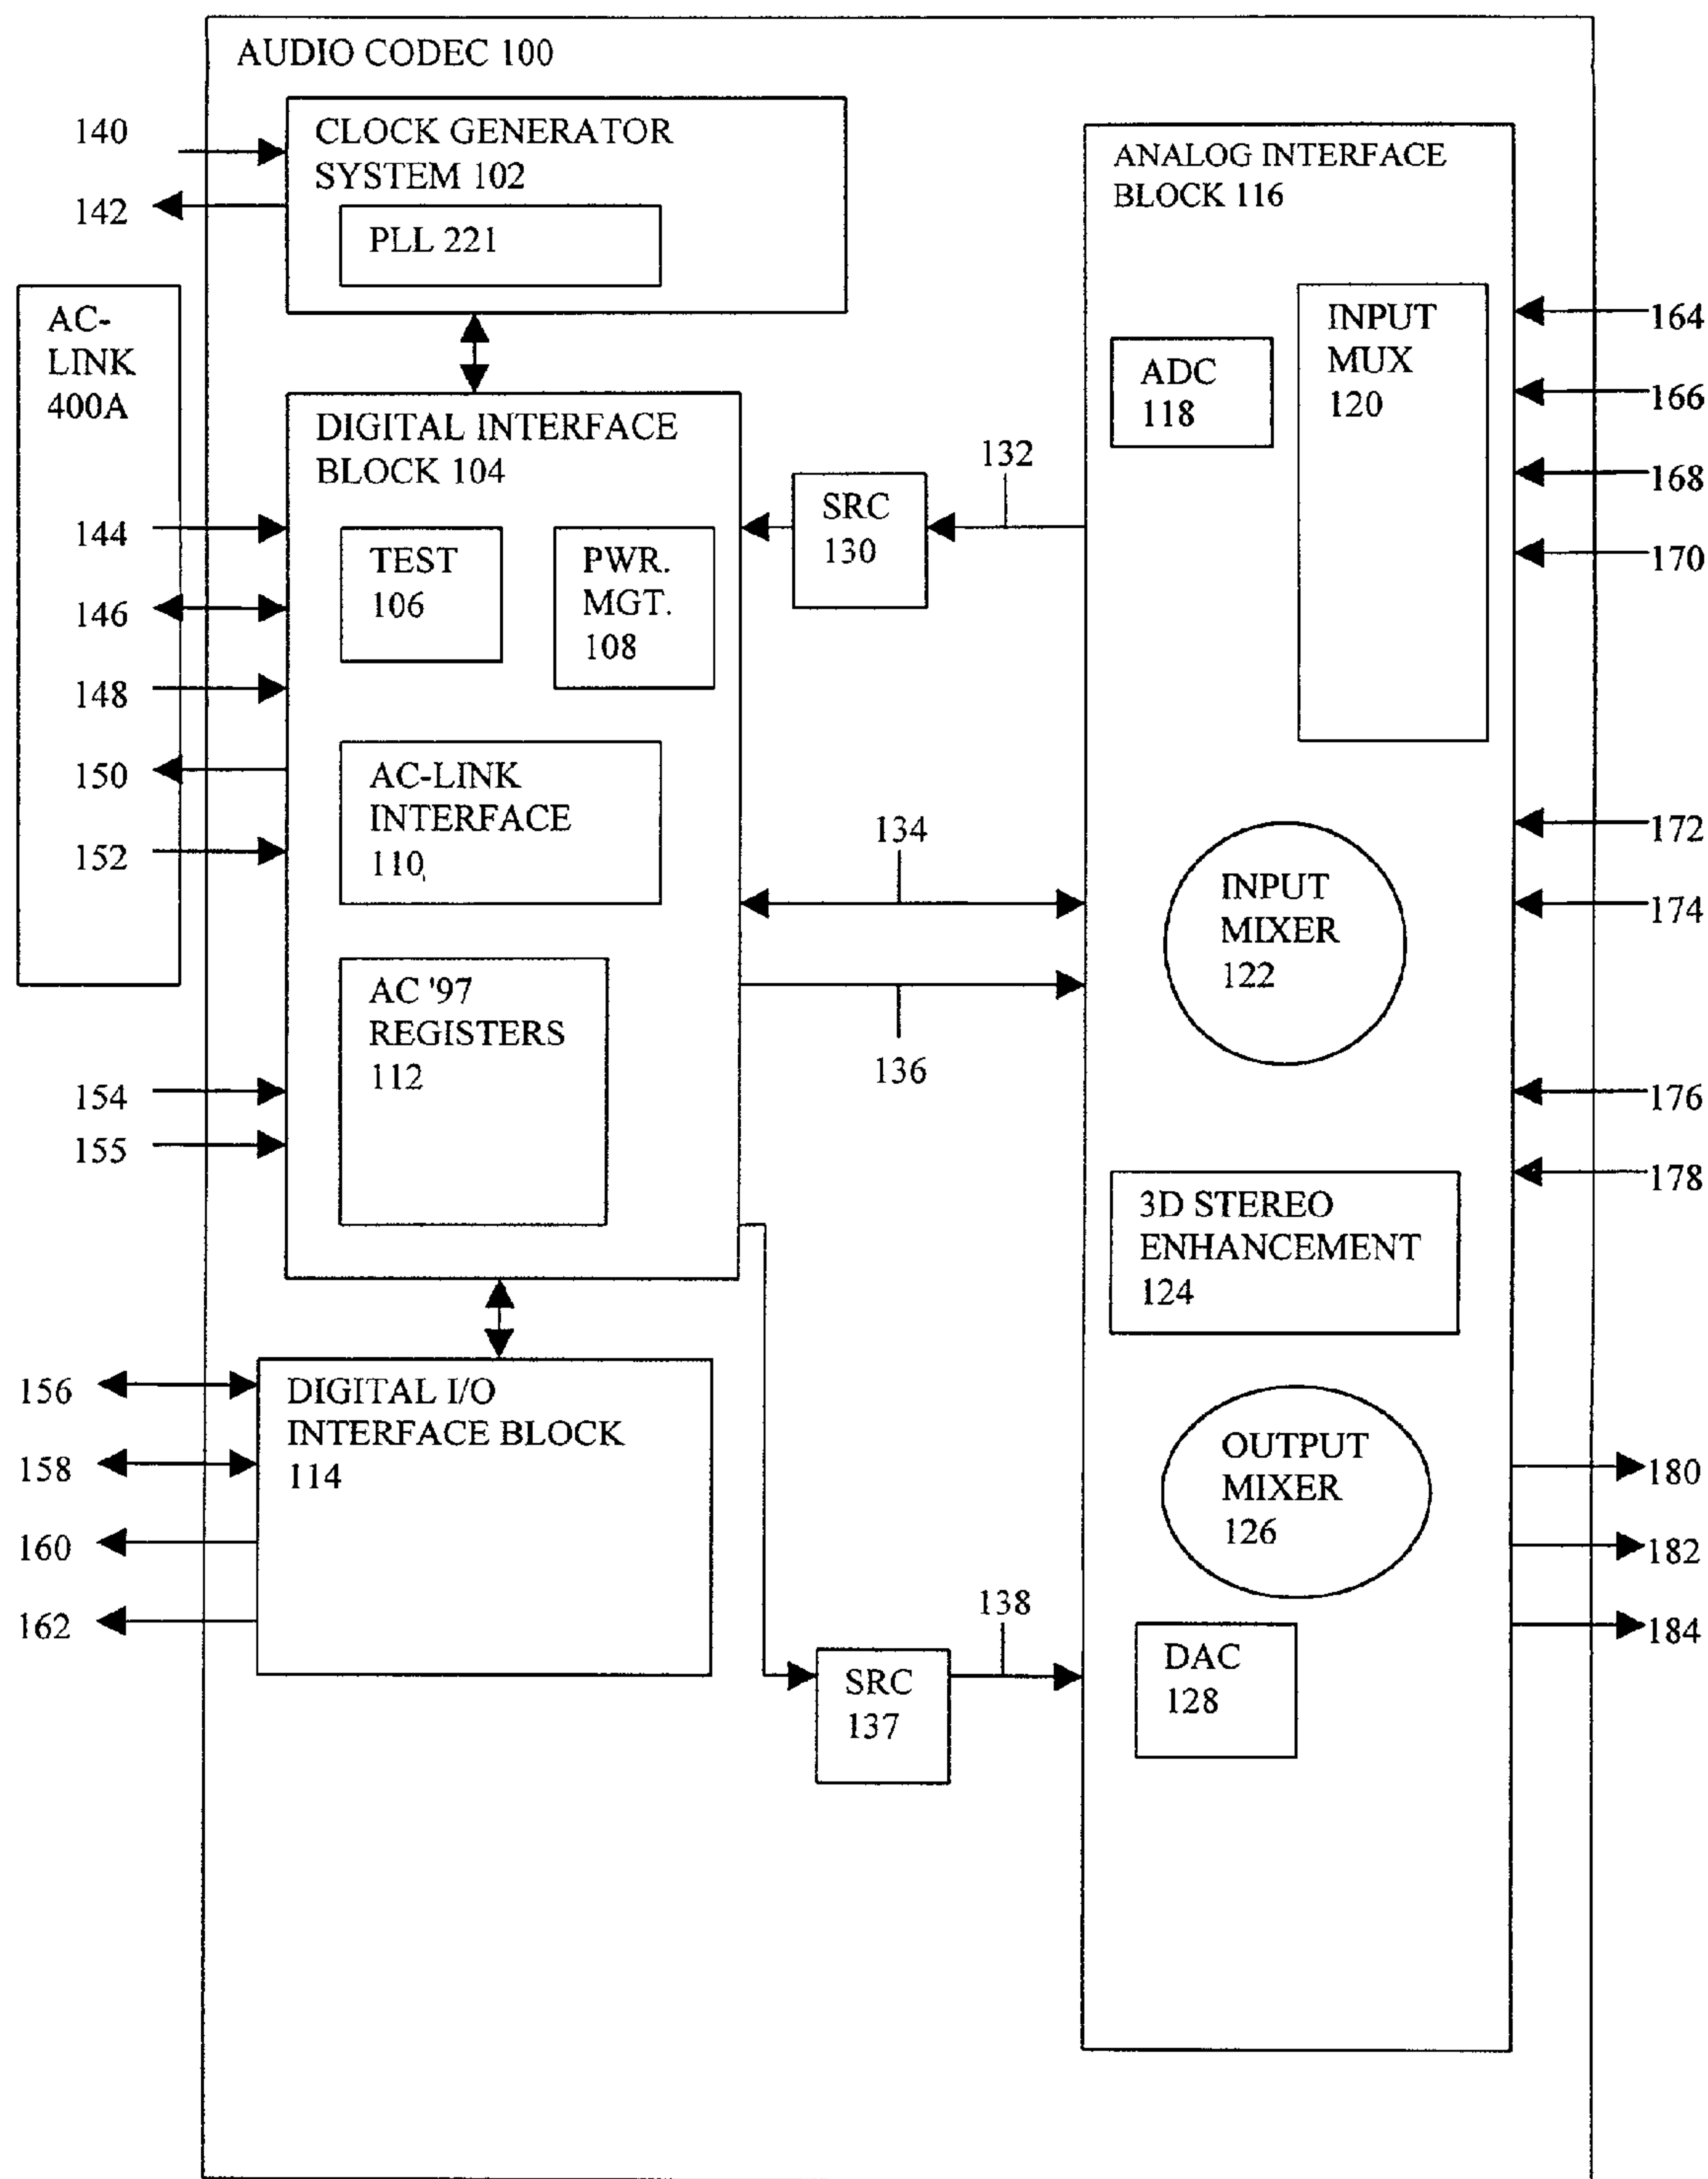 AUDIO CODEC 100
140
142
CLOCK GENERATOR
SYSTEM 102
PLL 221
AC-
LINK
400A
144
146
148
150
152
DIGITAL INTERFACE
BLOCK 104
TEST
106
PWR.
MGT.
108
AC-LINK
INTERFACE
110
AC '97
REGISTERS
112
154
155
156
158
160
162
DIGITAL I/O
INTERFACE BLOCK
114
SRC
130
132
134
136
SRC
137
138
ANALOG INTERFACE
BLOCK 116
ADC
118
INPUT
MUX
120
INPUT
MIXER
122
3D STEREO
ENHANCEMENT
124
OUTPUT
MIXER
126
DAC
128
164
166
168
170
172
174
176
178
180
182
184